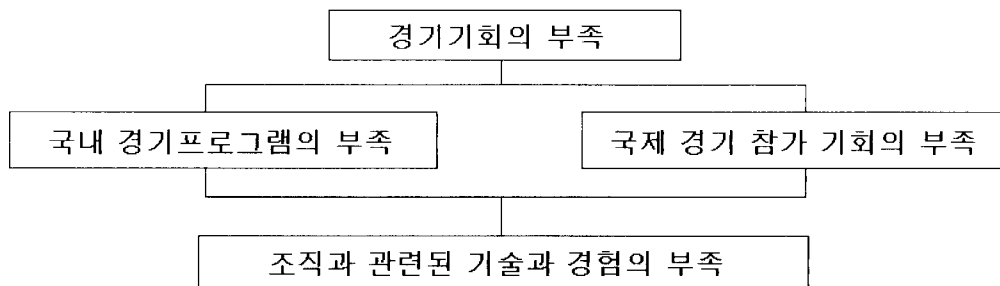 경기기회의 부족
국내 경기프로그램의 부족
국제 경기 참가 기회의 부족
조직과 관련된 기술과 경험의 부족